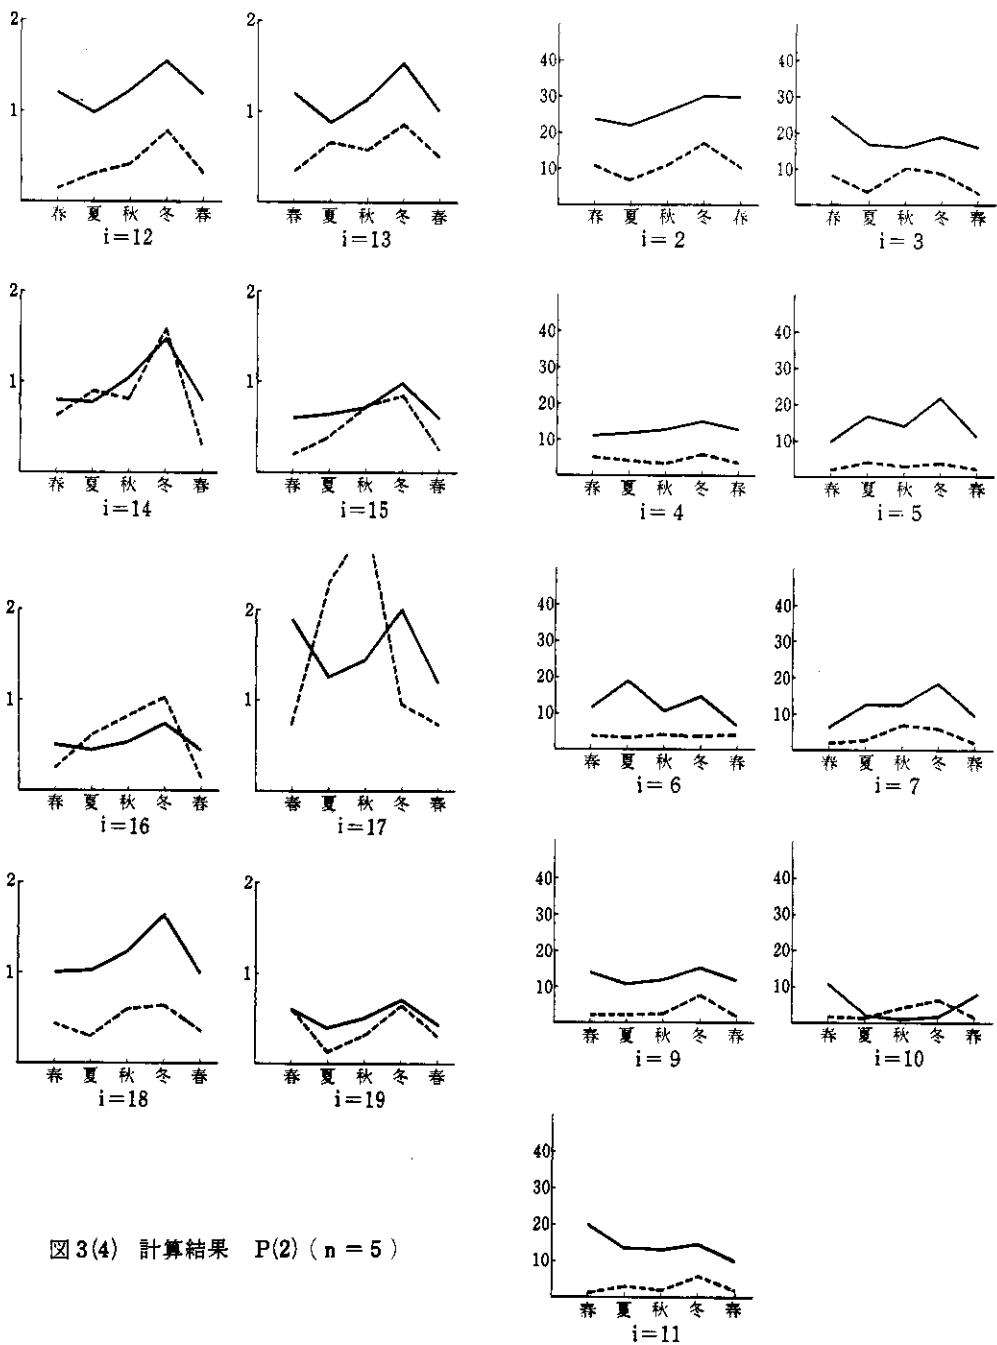 2
1
春 夏 秋 冬 春
i=12
2
1
春 夏 秋 冬 春
i=13
40
30
20
10
春 夏 秋 冬 春
i= 2
40
30
20
10
春 夏 秋 冬 春
i= 3
2
1
春 夏 秋 冬 春
i=14
2
1
春 夏 秋 冬 春
i=15
40
30
20
10
春 夏 秋 冬 春
i= 4
40
30
20
10
春 夏 秋 冬 春
i= 5
2
1
春 夏 秋 冬 春
i=16
2
1
春 夏 秋 冬 春
i=17
40
30
20
10
春 夏 秋 冬 春
i= 6
40
30
20
10
春 夏 秋 冬 春
i= 7
2
1
春 夏 秋 冬 春
i=18
2
1
春 夏 秋 冬 春
i=19
40
30
20
10
春 夏 秋 冬 春
i= 9
40
30
20
10
春 夏 秋 冬 春
i=10
40
30
20
10
春 夏 秋 冬 春
i=11
図3(4) 計算結果 P(2) ( n = 5 )